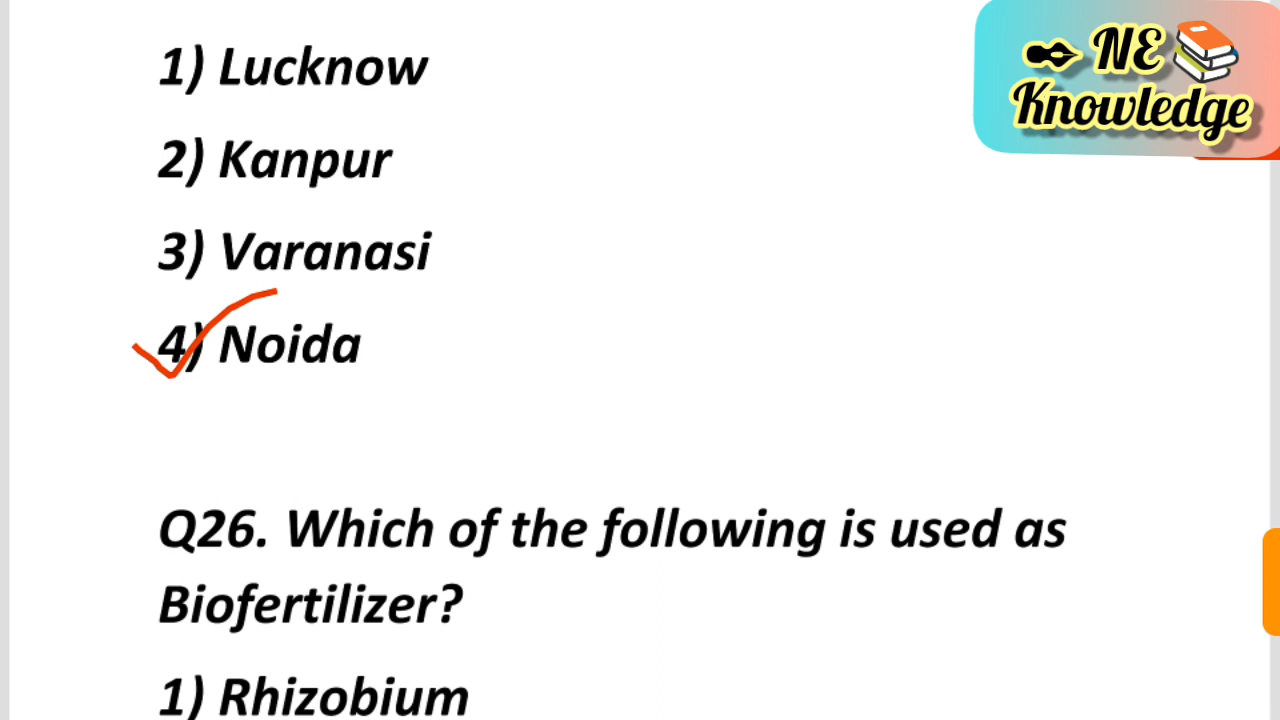 1) Lucknow
NE
Knowledge
2) Kanpur
3) Varanasi
4) Noida
Q26. Which of the following is used as
Biofertilizer?
1) Rhizobium